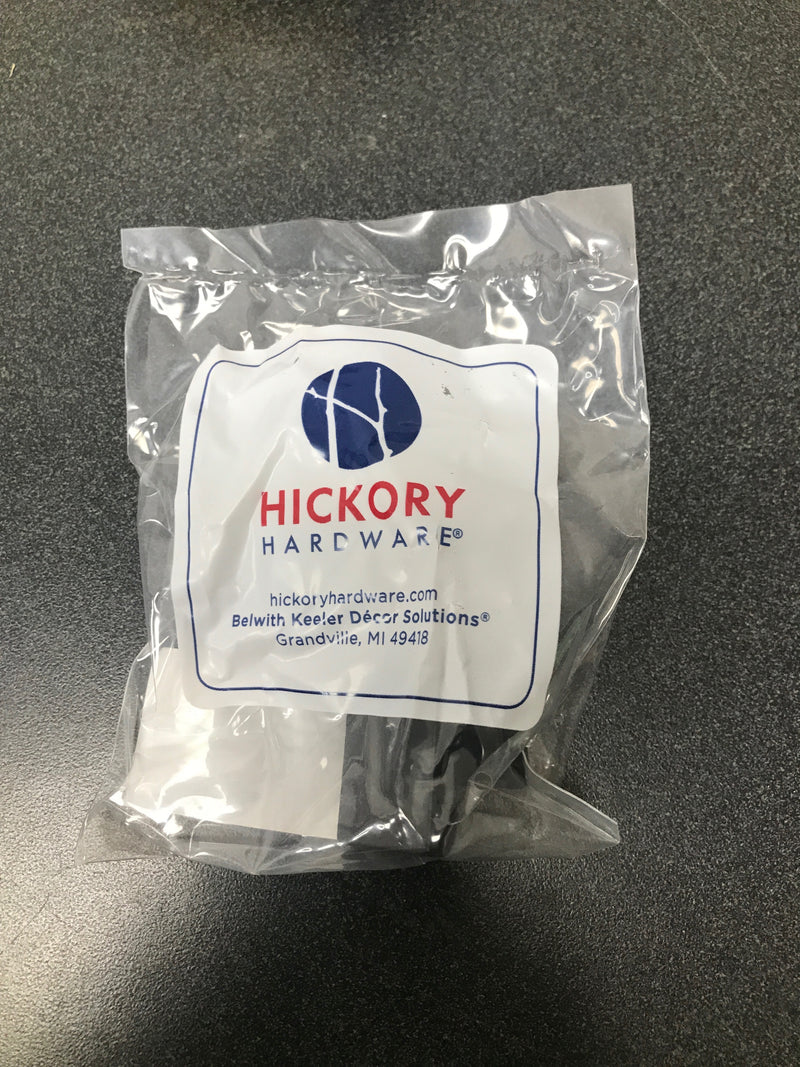 HICKORY
HARDWARE®
hickoryhardware.com
Belwith Keeler Décor Solutions®
Grandville, MI 49418